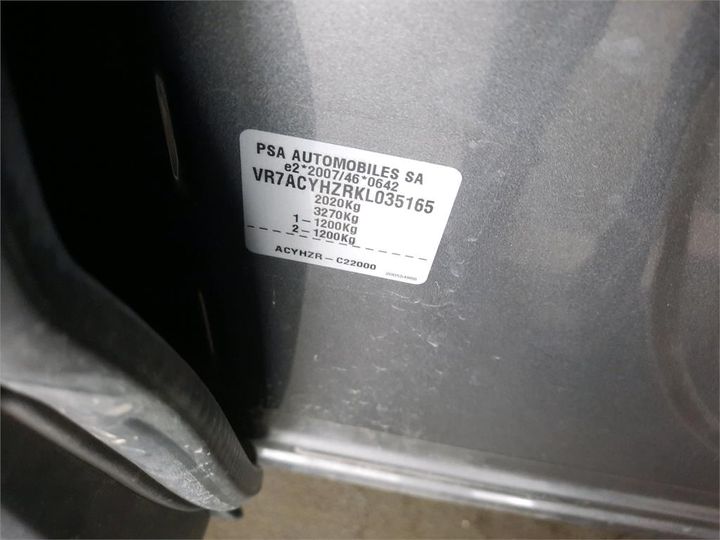 PSA AUTOMOBILES SA
e2*2007/46*0642
VR7ACYHZRKL035165
2020Kg
3270Kg
1-1200Kg
2-1200Kg
ACYHZR-C22000